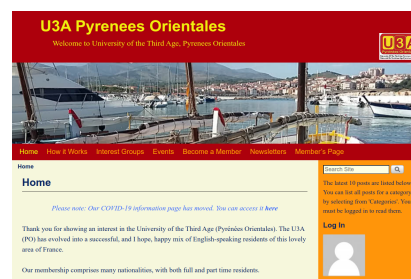 U3A Pyrenees Orientales
Welcome to University of the Third Age, Pyrenees Orientales
U3A
Home How it Works Interest Groups Events Become a Member Newsletters Member's Page
Home
Home
Please note: Our COVID-19 information page has moved. You can access it here
Thank you for showing an interest in the University of the Third Age (Pyrénées Orientales). The U3A
(PO) has evolved into a successful, and I hope, happy mix of English-speaking residents of this lovely
area of France.
Our membership comprises many nationalities, with both full and part time residents.
Search Site
The latest 10 posts are listed below
You can list all posts for a category
by selecting from 'Categories'. You
must be logged in to read them.
Log In